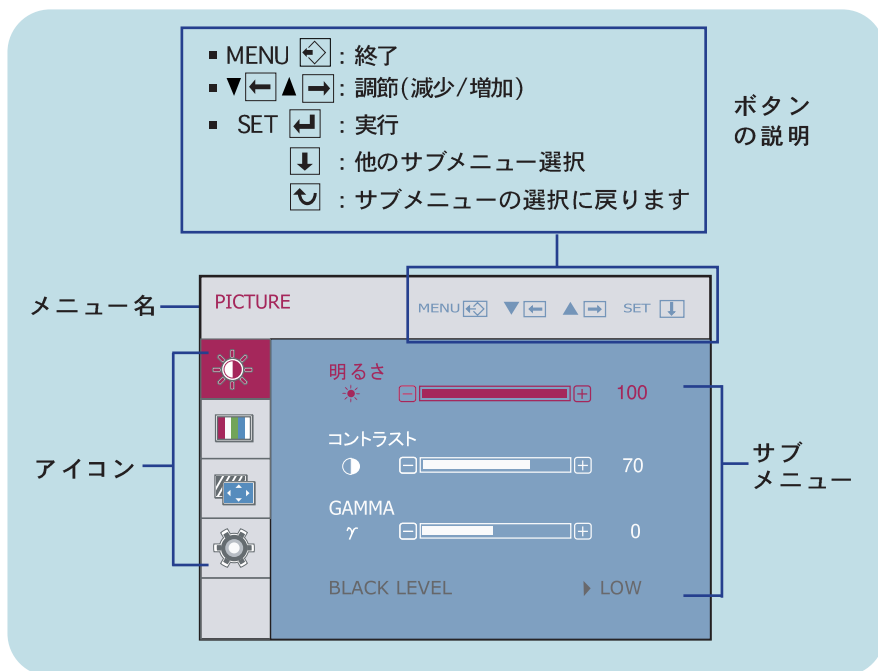 MENU : 終了
▼ ▲ : 調節(減少/増加)
SET : 実行
: 他のサブメニュー選択
: サブメニューの選択に戻ります
ボタン
の説明
メニュー名
PICTURE
MENU ▼ ▲ SET
アイコン
明るさ
100
コントラスト
70
GAMMA
γ
0
BLACK LEVEL
LOW
サブ
メニュー